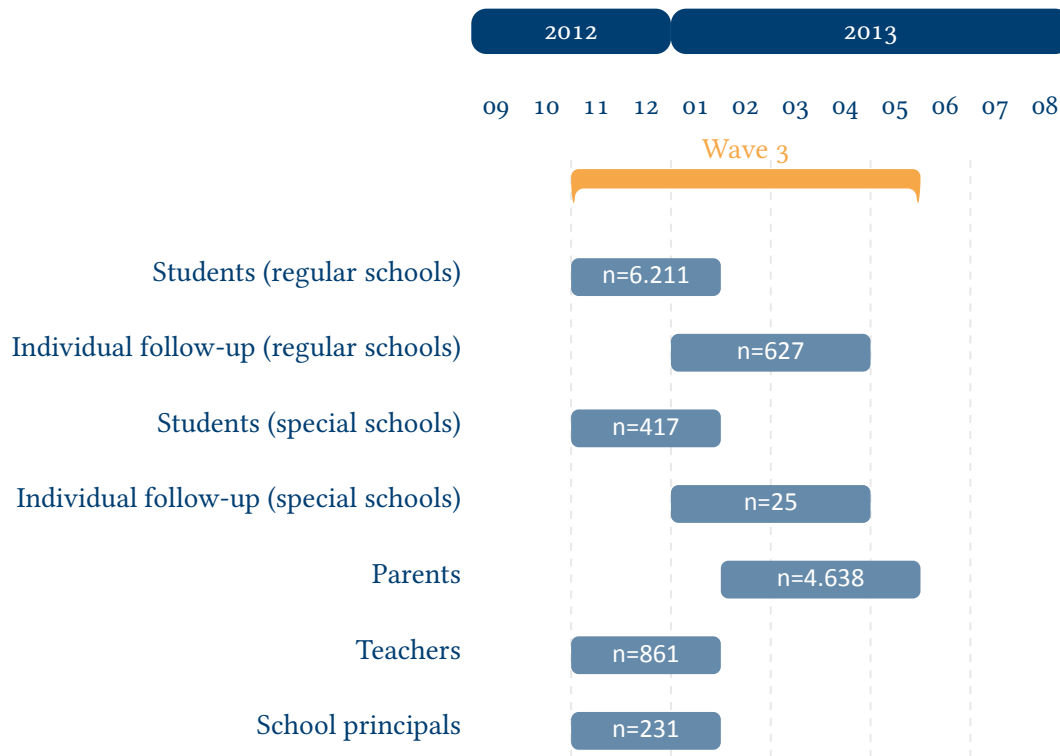 2012 2013
09 10 11 12 01 02 03 04 05 06 07 08
Wave 3
Students (regular schools) n=6.211
Individual follow-up (regular schools) n=627
Students (special schools) n=417
Individual follow-up (special schools) n=25
Parents n=4.638
Teachers n=861
School principals n=231